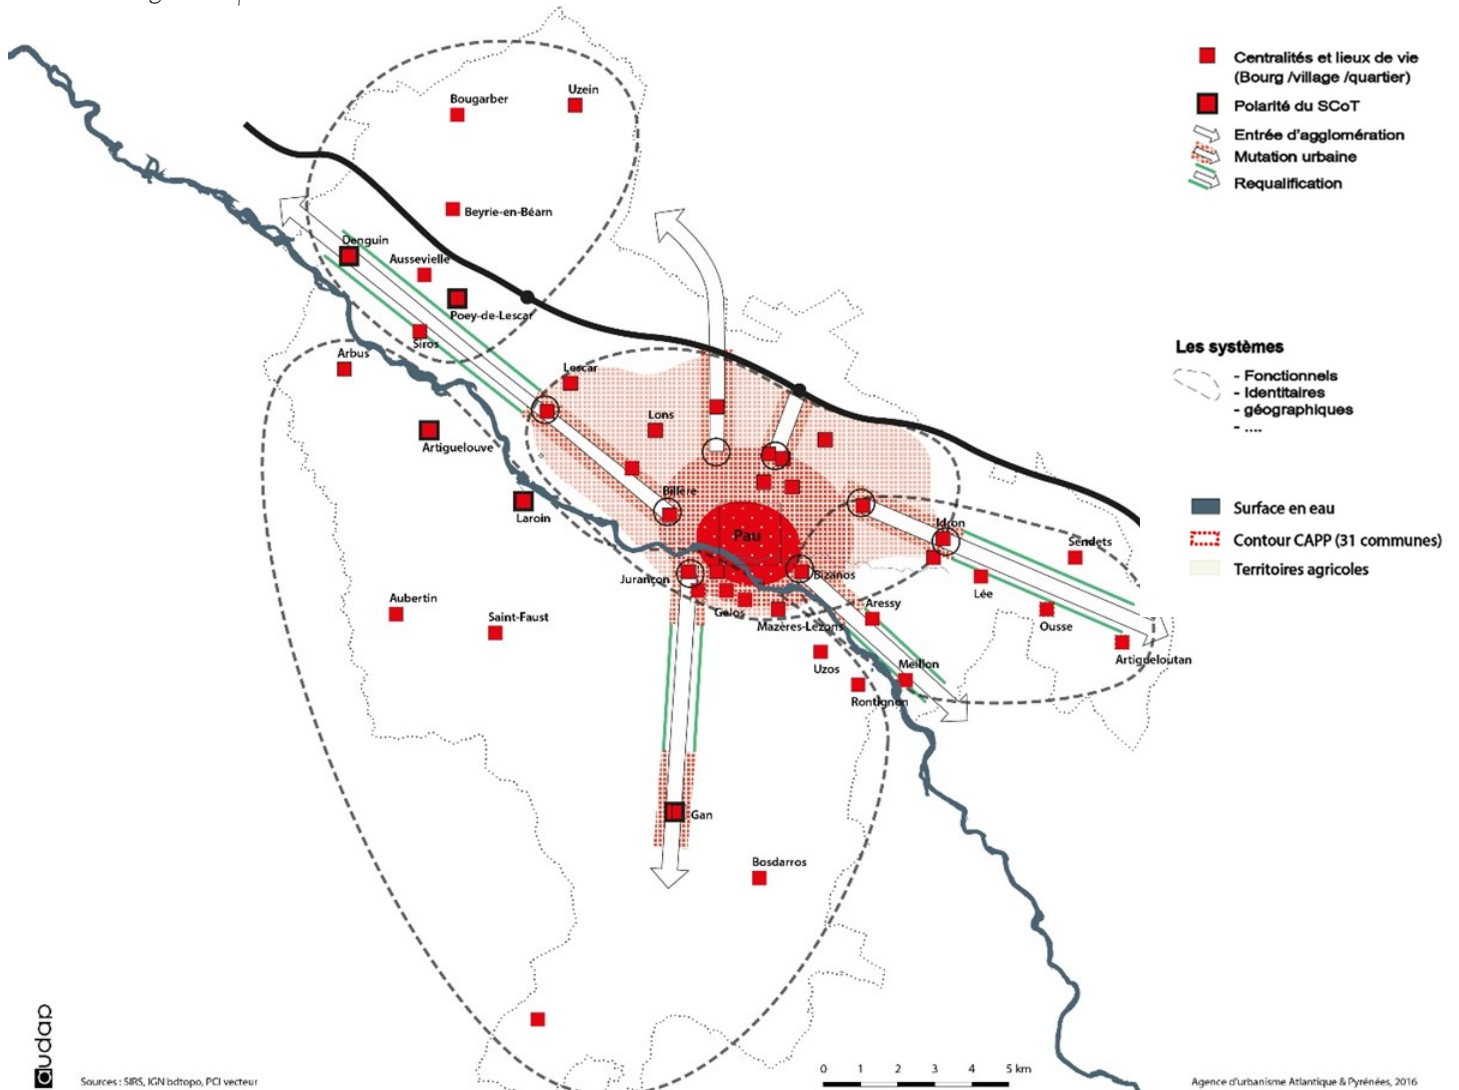 Centralités et lieux de vie
(Bourg /village /quartier)
Polarité du SCoT
Entrée d'agglomération
Mutation urbaine
Requalification
Uzein
Bougarber
Beyrie-en-Béarn
Denguin
Aussevielle
Poey-de-Lescar
Siros
Arbus
Lescar
Lons
Artiguelouve
Laroin
Billère
Pau
Idron
Sendets
Jurançon
Bizanos
Lée
Gelos
Aressy
Ousse
Mazères-Lezons
Aubertin
Saint-Faust
Uzos
Meillon
Artigueloutan
Rontignon
Gan
Bosdarros
Les systèmes
- Fonctionnels
- Identitaires
- géographiques
- ....
Surface en eau
Contour CAPP (31 communes)
Territoires agricoles
audap
Sources : SIRS, IGN bdtopo, PCI vecteur
0 1 2 3 4 5 km
Agence d'urbanisme Atlantique & Pyrénées, 2016